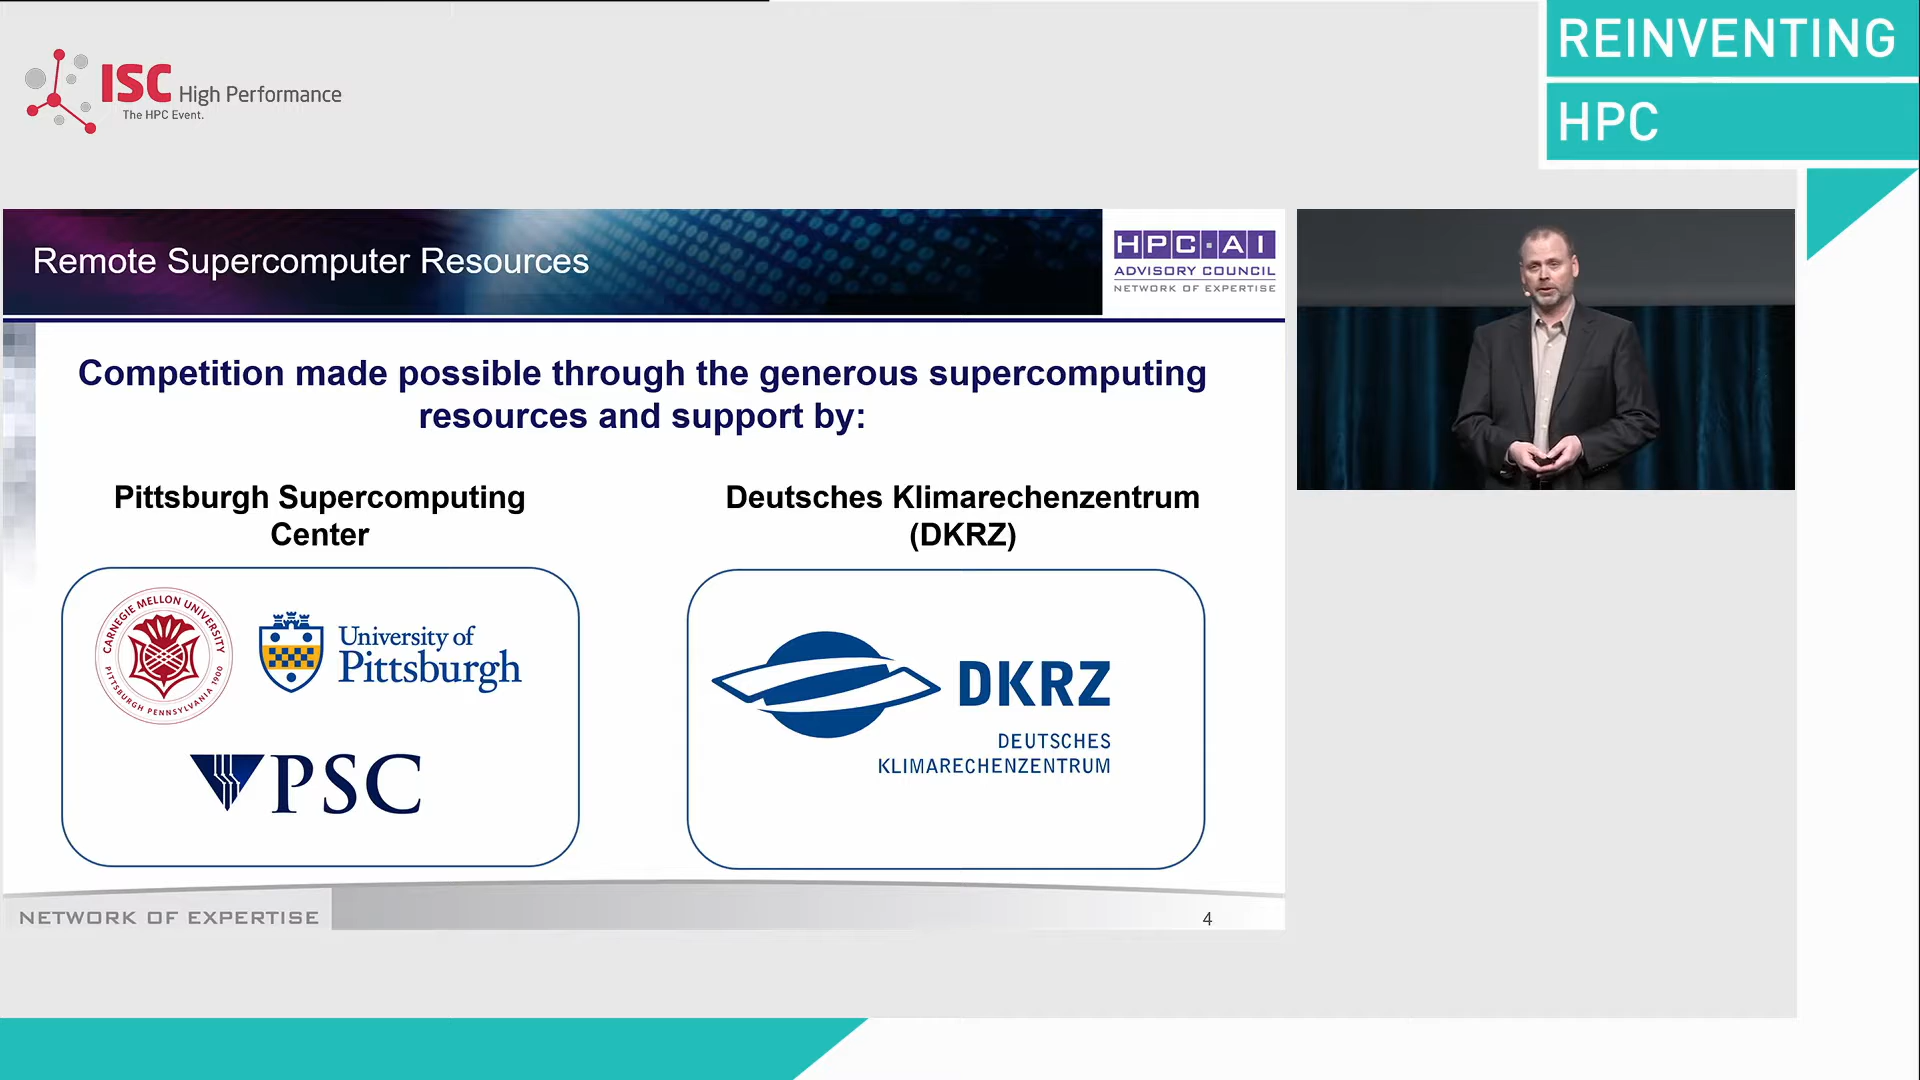 ISC High Performance
The HPC Event.
REINVENTING
HPC
Remote Supercomputer Resources
HPC·AI
ADVISORY COUNCIL
NETWORK OF EXPERTISE
Competition made possible through the generous supercomputing
resources and support by:
Pittsburgh Supercomputing
Center
CARNEGIE MELLON UNIVERSITY
PITTSBURGH PENNSYLVANIA 1900
University of
Pittsburgh
PSC
Deutsches Klimarechenzentrum
(DKRZ)
DKRZ
DEUTSCHES
KLIMARECHENZENTRUM
NETWORK OF EXPERTISE
4